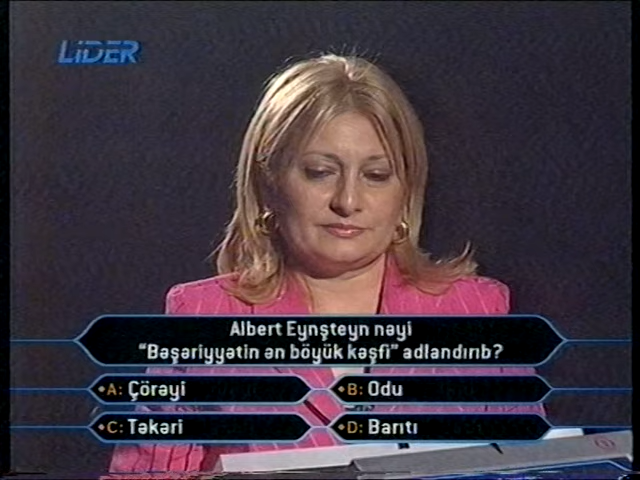 LiDER
Albert Eynşteyn nəyi
"Bəşəriyyətin ən böyük kəşfi" adlandırıb?
A: Çörəyi
B: Odu
C: Təkəri
D: Barıtı